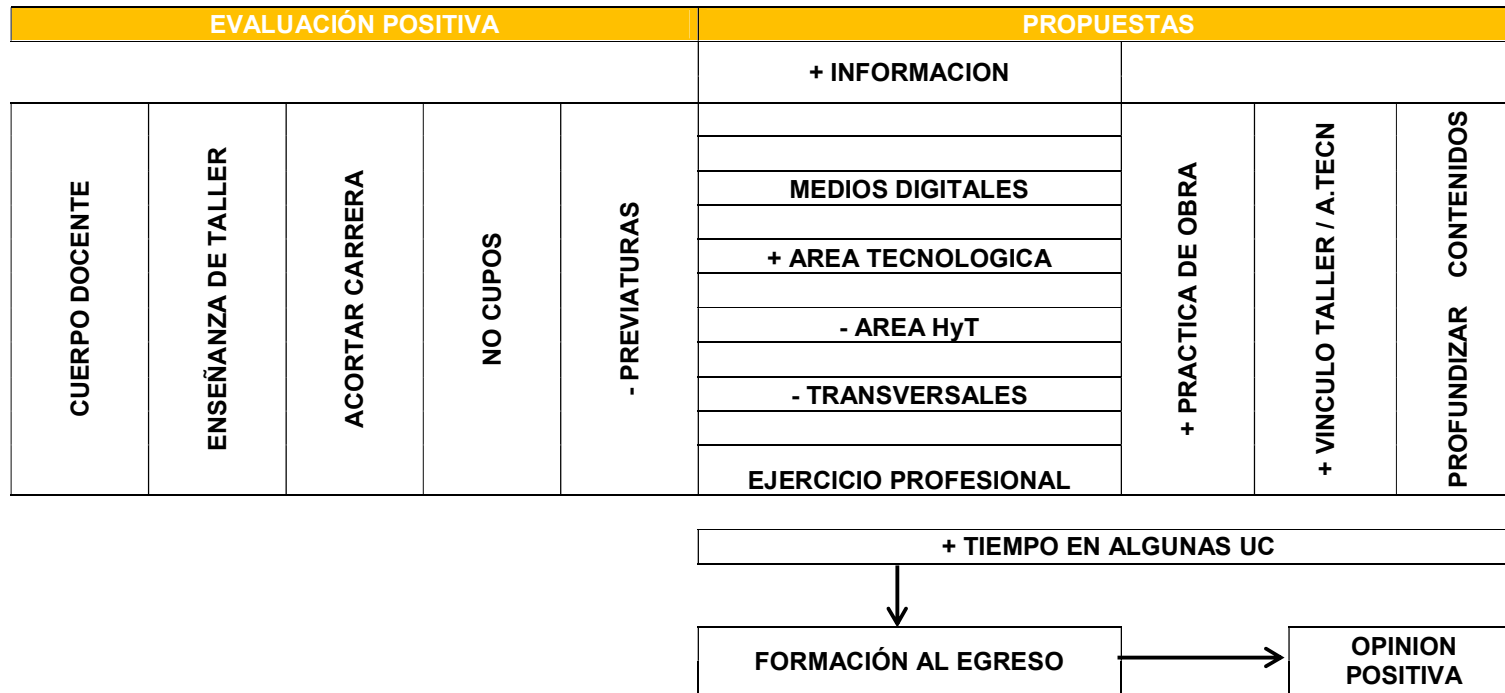 EVALUACIÓN POSITIVA
PROPUESTAS
+ INFORMACION
CUERPO DOCENTE
ENSEÑANZA DE TALLER
ACORTAR CARRERA
NO CUPOS
- PREVIATURAS
MEDIOS DIGITALES
+ AREA TECNOLOGICA
- AREA HyT
- TRANSVERSALES
EJERCICIO PROFESIONAL
+ PRACTICA DE OBRA
+ VINCULO TALLER / A.TECN
PROFUNDIZAR CONTENIDOS
+ TIEMPO EN ALGUNAS UC
FORMACIÓN AL EGRESO
OPINION
POSITIVA